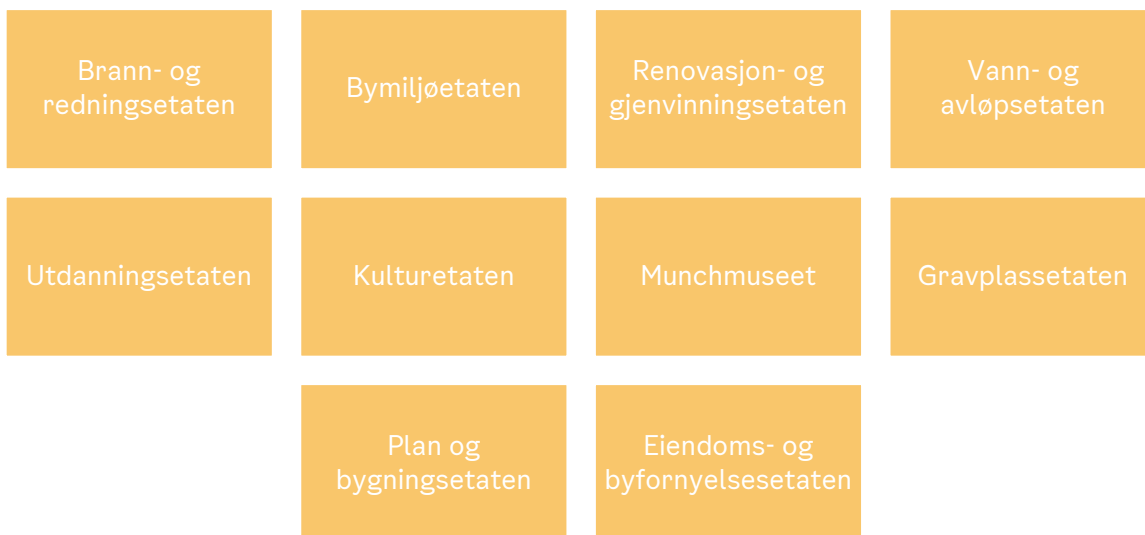 Brann- og
redningsetaten
Bymiljøetaten
Renovasjon- og
gjenvinningsetaten
Vann- og
avløpsetaten
Utdanningsetaten
Kulturetaten
Munchmuseet
Gravplassetaten
Plan og
bygningsetaten
Eiendoms- og
byfornyelsesetaten